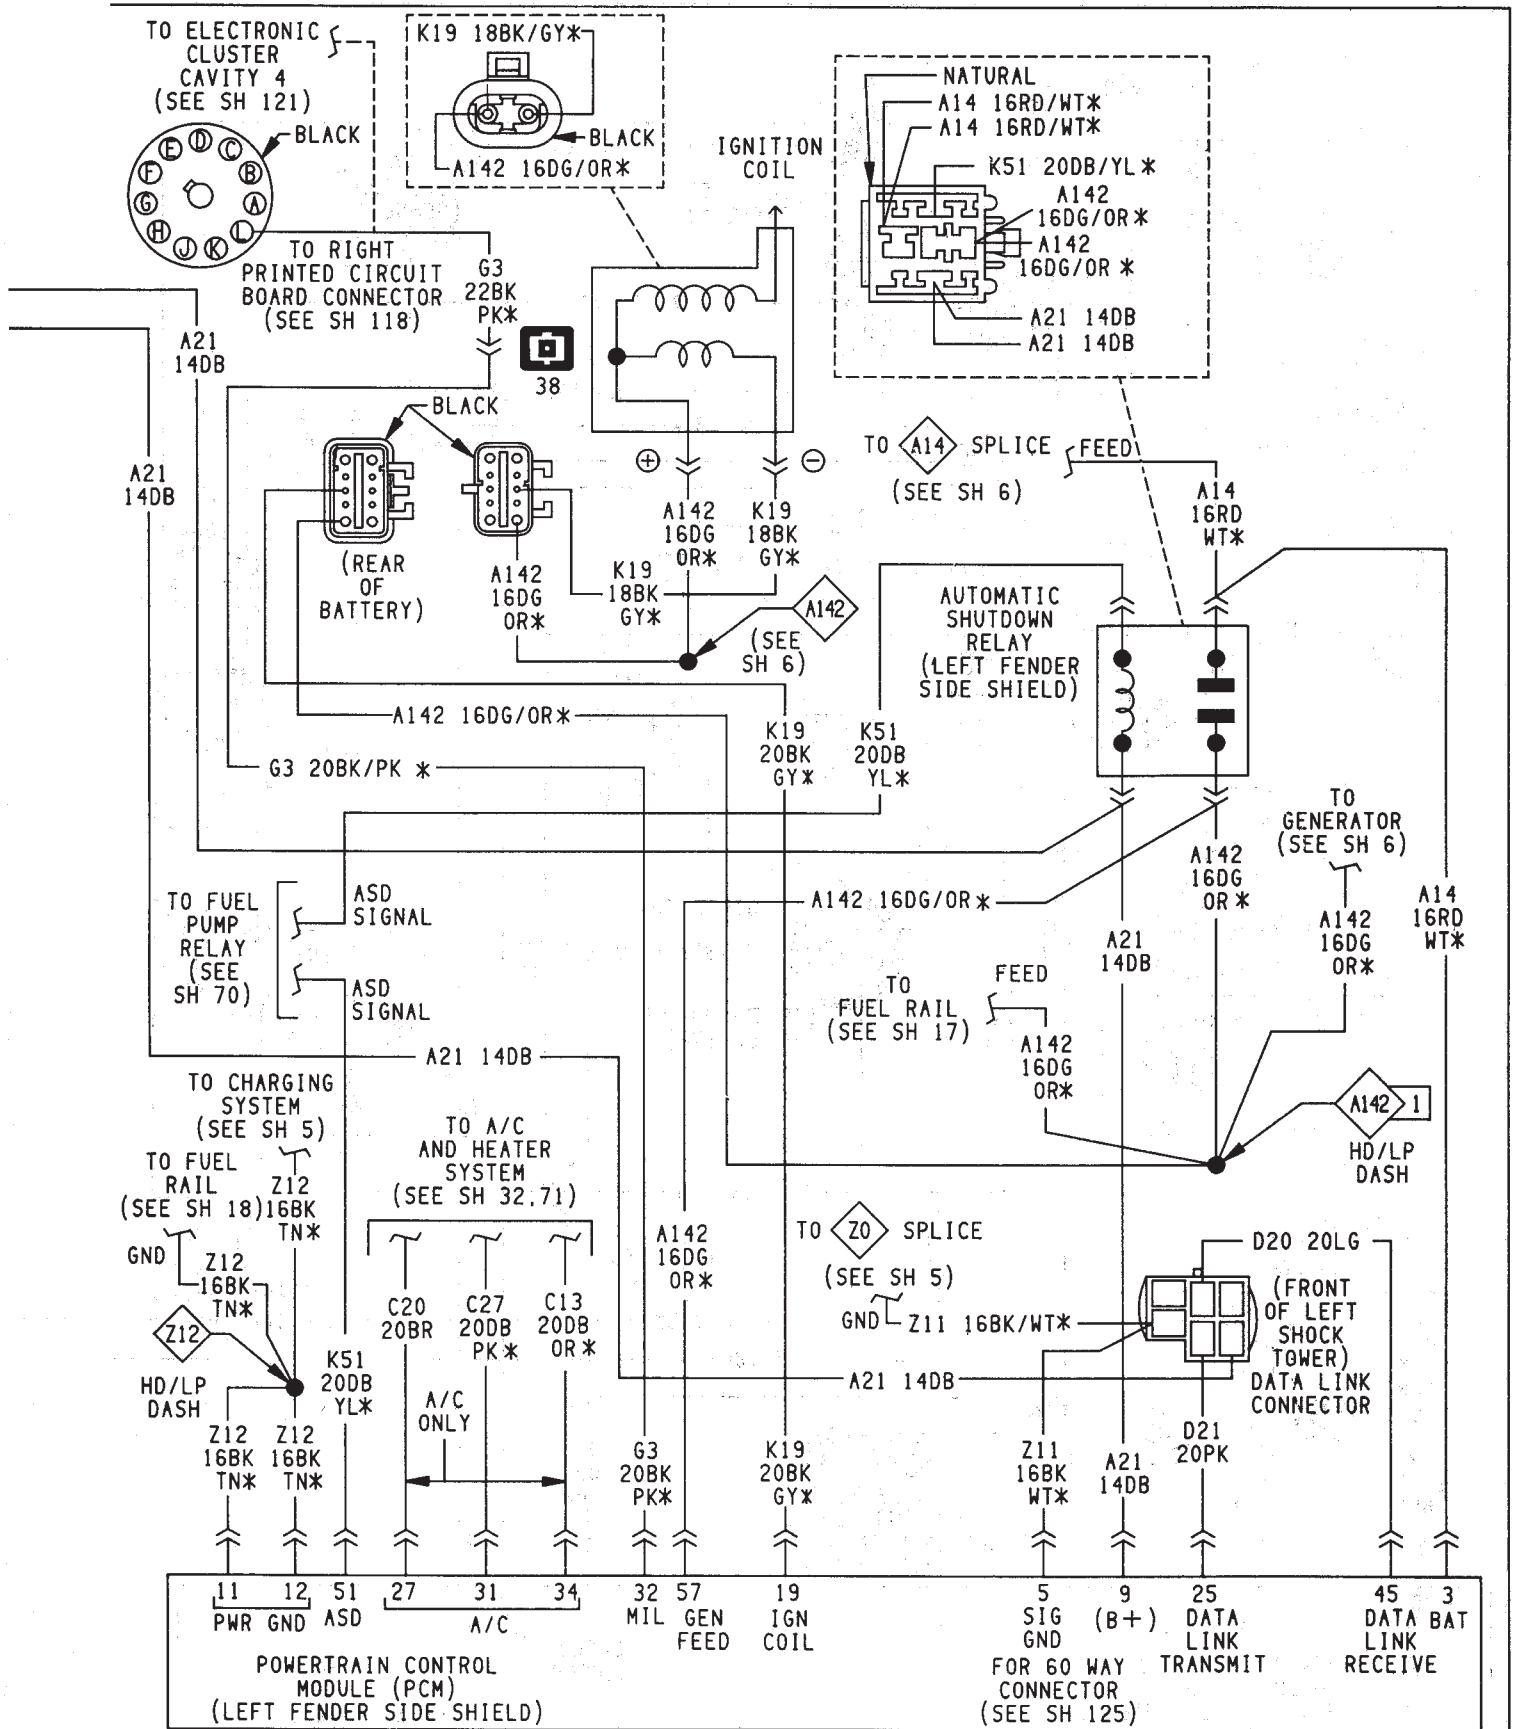 TO ELECTRONIC
CLUSTER
CAVITY 4
(SEE SH 121)
BLACK
D
E
C
F
B
G
A
H
L
J
K
TO RIGHT
PRINTED CIRCUIT
BOARD CONNECTOR
(SEE SH 118)
K19 18BK/GY*
BLACK
A142 16DG/OR*
IGNITION
COIL
NATURAL
A14 16RD/WT*
A14 16RD/WT*
K51 20DB/YL*
A142
16DG/OR*
A142
16DG/OR *
A21 14DB
A21 14DB
G3
22BK
PK*
38
A21
14DB
A21
14DB
BLACK
(REAR
OF
BATTERY)
+
−
A142
16DG
OR*
K19
18BK
GY*
A142
16DG
OR*
K19
18BK
GY*
A142
(SEE
SH 6)
TO A14 SPLICE
(SEE SH 6)
FEED
A14
16RD
WT*
AUTOMATIC
SHUTDOWN
RELAY
(LEFT FENDER
SIDE SHIELD)
A142 16DG/OR*
G3 20BK/PK *
K19
20BK
GY*
K51
20DB
YL*
TO
GENERATOR
(SEE SH 6)
A142
16DG
OR*
A142
16DG
OR*
A14
16RD
WT*
A142 16DG/OR*
A21
14DB
TO FUEL
PUMP
RELAY
(SEE
SH 70)
ASD
SIGNAL
ASD
SIGNAL
TO
FUEL RAIL
(SEE SH 17)
FEED
A142
16DG
OR*
A21 14DB
A142 1
HD/LP
DASH
TO CHARGING
SYSTEM
(SEE SH 5)
TO FUEL
RAIL
(SEE SH 18)
GND
Z12
16BK
TN*
Z12
16BK
TN*
Z12
HD/LP
DASH
TO A/C
AND HEATER
SYSTEM
(SEE SH 32,71)
C20
20BR
C27
20DB
PK*
C13
20DB
OR*
A/C
ONLY
K51
20DB
YL*
Z12
16BK
TN*
Z12
16BK
TN*
A142
16DG
OR*
TO Z0 SPLICE
(SEE SH 5)
GND
Z11 16BK/WT*
D20 20LG
(FRONT
OF LEFT
SHOCK
TOWER)
DATA LINK
CONNECTOR
A21 14DB
G3
20BK
PK*
K19
20BK
GY*
Z11
16BK
WT*
A21
14DB
D21
20PK
11 12 51 27 31 34 32 57 19 5 9 25 45 3
PWR GND
ASD
A/C
MIL
GEN
FEED
IGN
COIL
SIG
GND
(B+)
DATA
LINK
TRANSMIT
DATA
LINK
RECEIVE
BAT
POWERTRAIN CONTROL
MODULE (PCM)
(LEFT FENDER SIDE SHIELD)
FOR 60 WAY
CONNECTOR
(SEE SH 125)